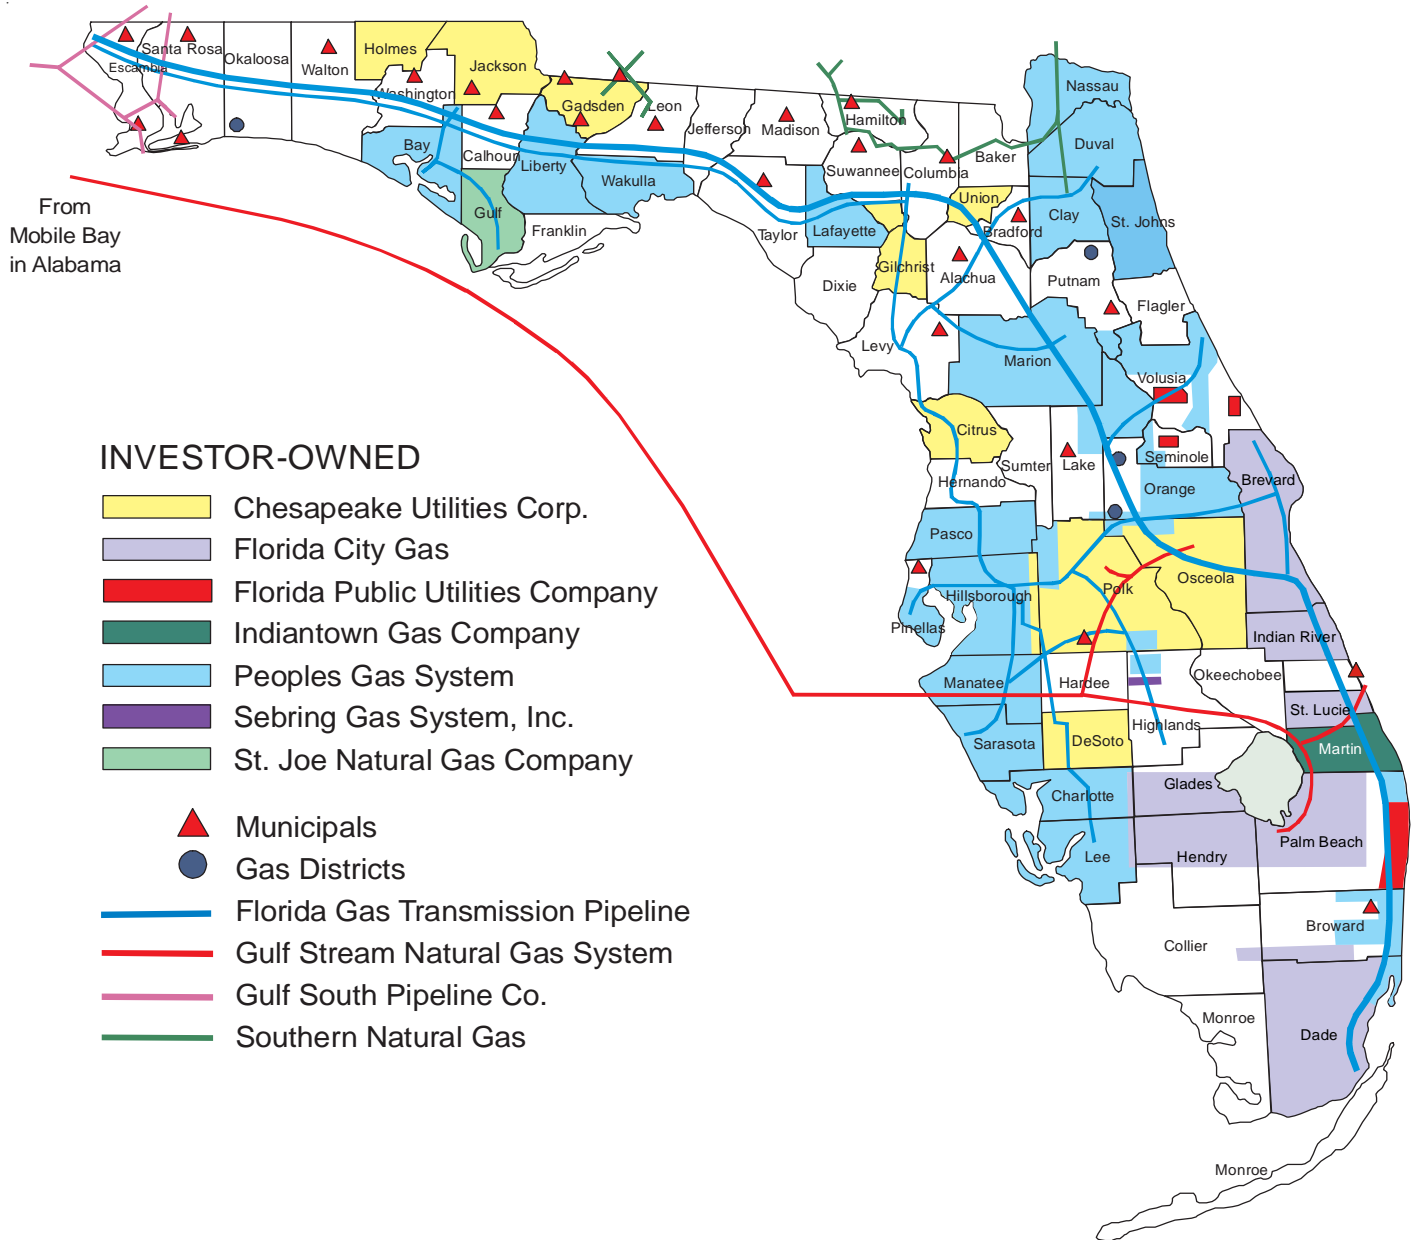 Santa Rosa
Escambia
Okaloosa
Walton
Holmes
Washington
Jackson
Gadsden
Leon
Jefferson
Madison
Hamilton
Suwannee
Columbia
Baker
Nassau
Duval
Bay
Calhoun
Liberty
Wakulla
Gulf
Franklin
Taylor
Lafayette
Union
Bradford
Clay
St. Johns
From
Mobile Bay
in Alabama
Dixie
Gilchrist
Alachua
Putnam
Flagler
Levy
Marion
Volusia
Citrus
Sumter
Lake
Seminole
Hernando
Orange
Brevard
INVESTOR-OWNED
Chesapeake Utilities Corp.
Florida City Gas
Florida Public Utilities Company
Indiantown Gas Company
Peoples Gas System
Sebring Gas System, Inc.
St. Joe Natural Gas Company
Municipals
Gas Districts
Florida Gas Transmission Pipeline
Gulf Stream Natural Gas System
Gulf South Pipeline Co.
Southern Natural Gas
Pasco
Hillsborough
Pinellas
Polk
Osceola
Indian River
Manatee
Hardee
Okeechobee
St. Lucie
Highlands
Sarasota
DeSoto
Martin
Charlotte
Glades
Lee
Hendry
Palm Beach
Collier
Broward
Monroe
Dade
Monroe